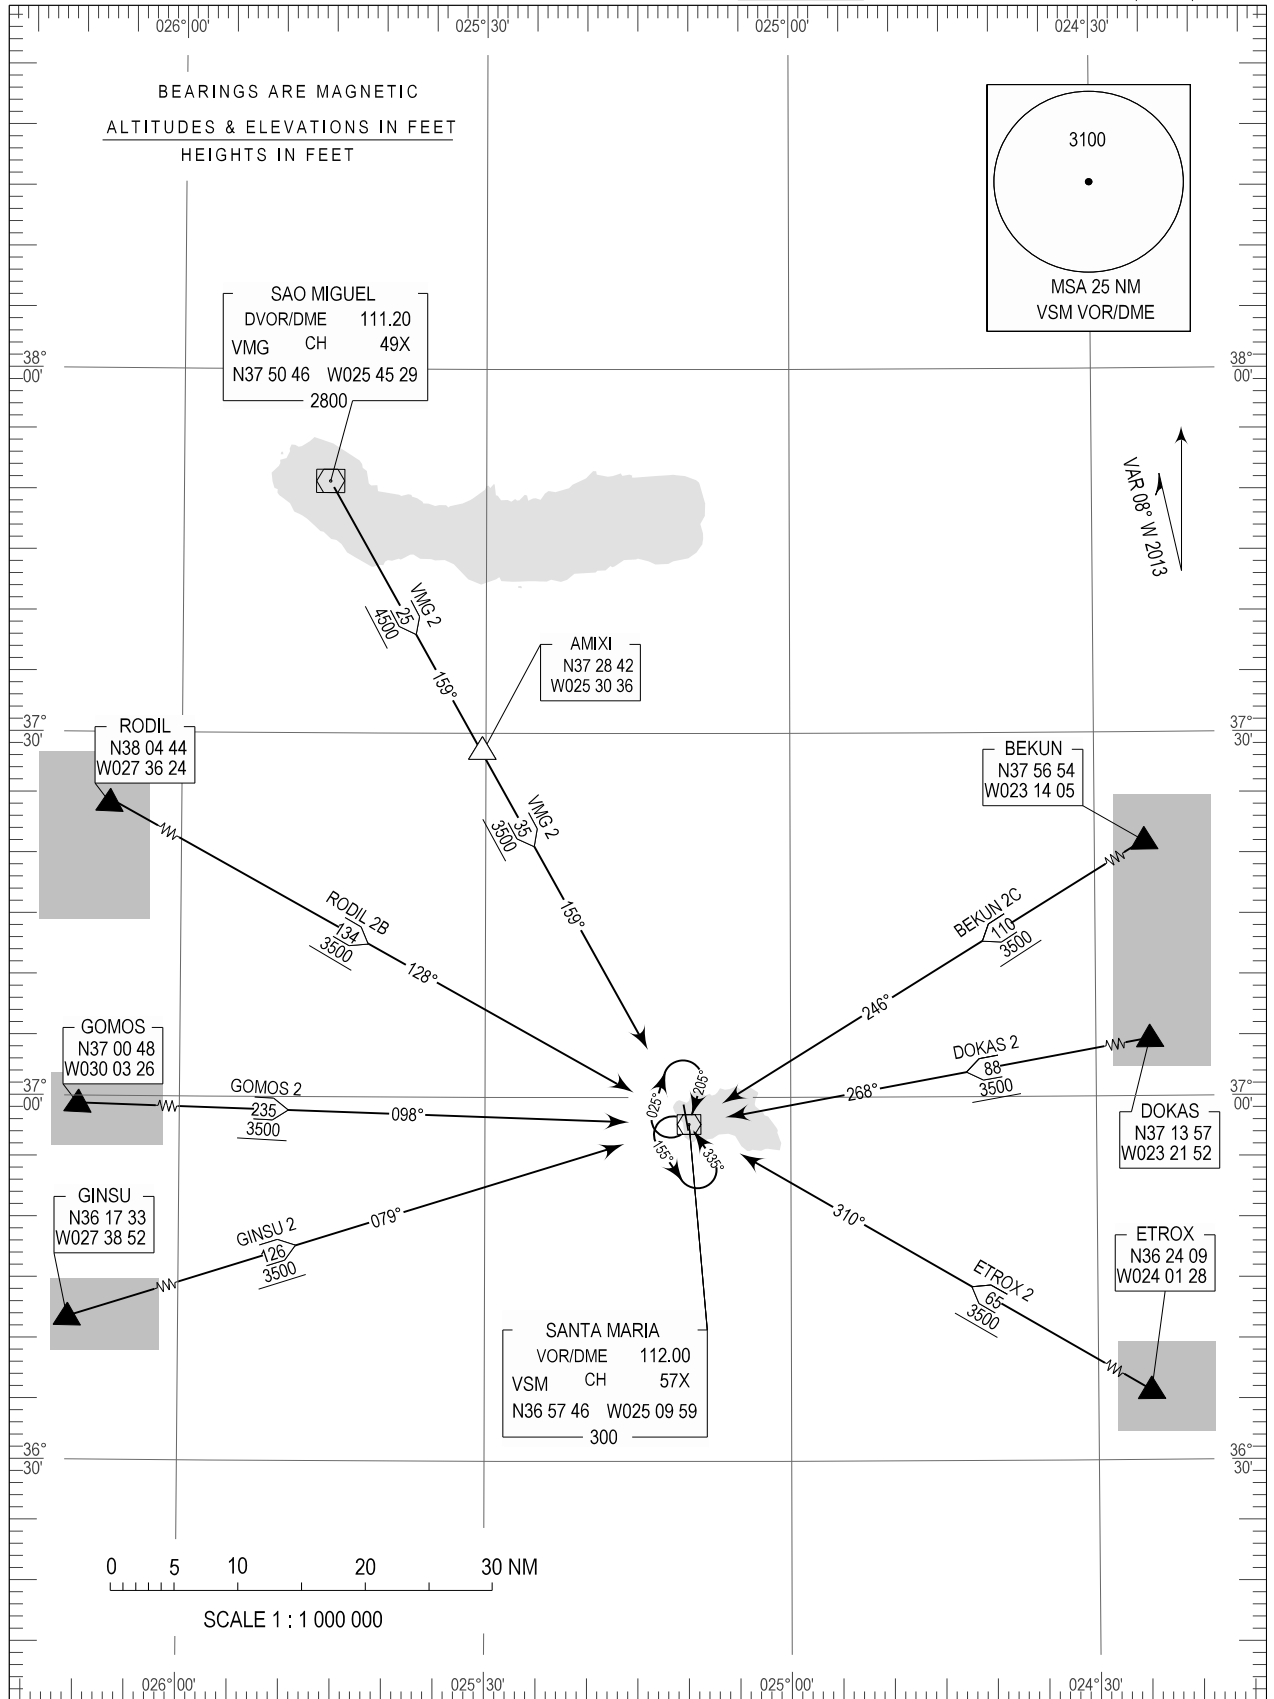 026°00'
025°30'
025°00'
024°30'
BEARINGS ARE MAGNETIC
ALTITUDES & ELEVATIONS IN FEET
HEIGHTS IN FEET
3100
MSA 25 NM
VSM VOR/DME
SAO MIGUEL
DVOR/DME 111.20
VMG CH 49X
N37 50 46 W025 45 29
2800
38°
00'
38°
00'
VAR 08° W 2013
VMG 2
25
4500
159°
AMIXI
N37 28 42
W025 30 36
37°
30'
37°
30'
RODIL
N38 04 44
W027 36 24
BEKUN
N37 56 54
W023 14 05
VMG 2
35
3500
159°
RODIL 2B
134
3500
128°
BEKUN 2C
110
3500
246°
GOMOS
N37 00 48
W030 03 26
GOMOS 2
235
3500
098°
DOKAS 2
88
3500
268°
37°
00'
37°
00'
DOKAS
N37 13 57
W023 21 52
025°
205°
155°
335°
GINSU
N36 17 33
W027 38 52
GINSU 2
126
3500
079°
310°
ETROX 2
65
3500
ETROX
N36 24 09
W024 01 28
SANTA MARIA
VOR/DME 112.00
VSM CH 57X
N36 57 46 W025 09 59
300
36°
30'
36°
30'
0 5 10 20 30 NM
SCALE 1 : 1 000 000
026°00'
025°30'
025°00'
024°30'